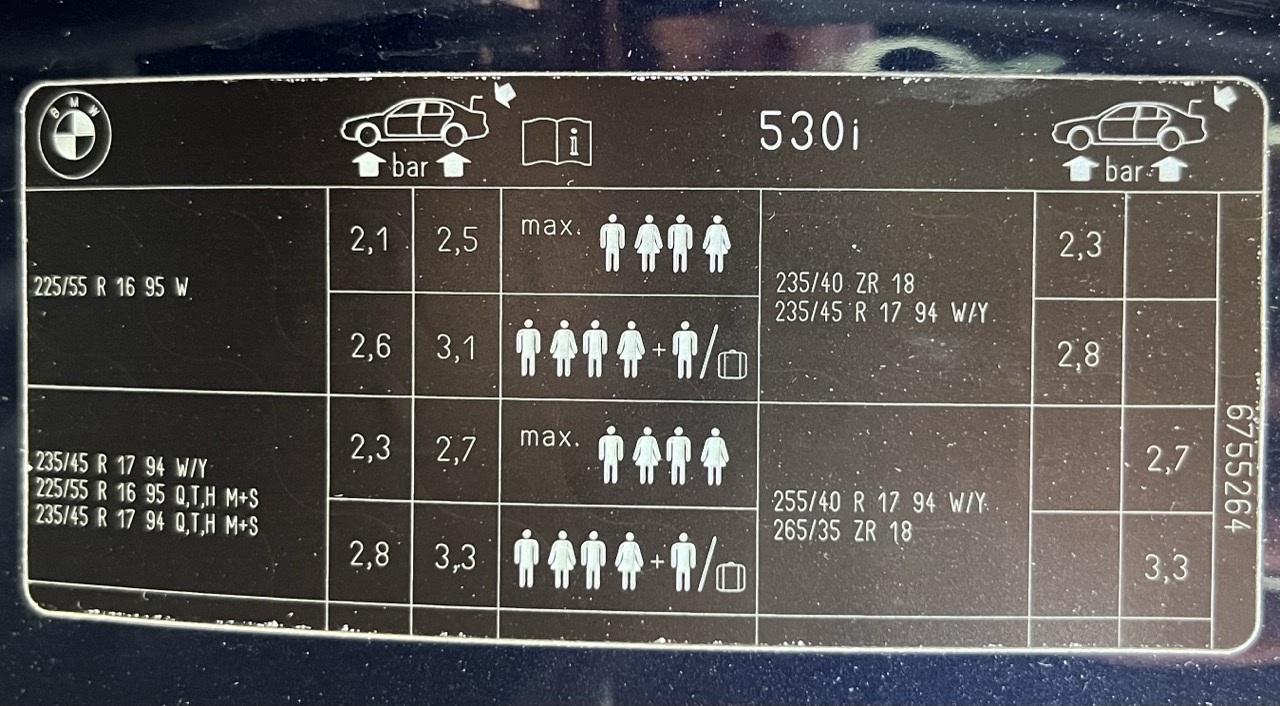 BMW
bar
i
530i
bar
225/55 R 16 95 W
2,1
2,5
max.
235/40 ZR 18
235/45 R 17 94 W/Y
2,3
2,6
3,1
+
/
2,8
235/45 R 17 94 W/Y
225/55 R 16 95 Q,T,H M+S
235/45 R 17 94 Q,T,H M+S
2,3
2,7
max.
255/40 R 17 94 W/Y
265/35 ZR 18
2,7
2,8
3,3
+
/
3,3
6755264